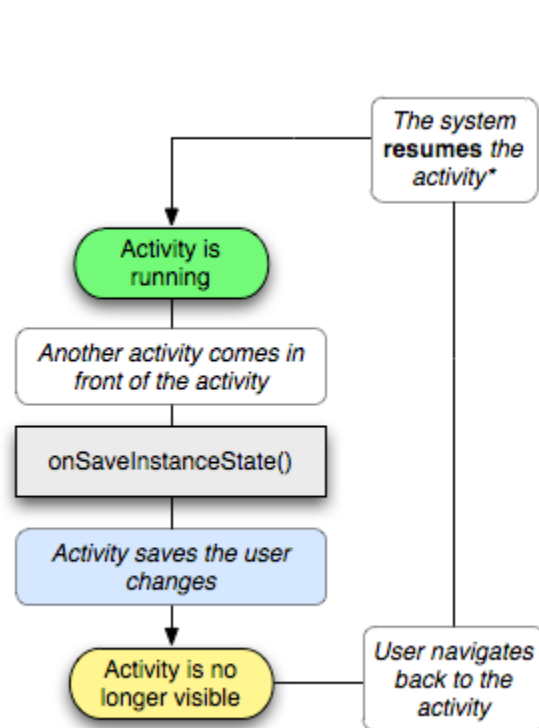 The system
resumes the
activity*
Activity is
running
Another activity comes in
front of the activity
onSaveInstanceState()
Activity saves the user
changes
Activity is no
longer visible
User navigates
back to the
activity